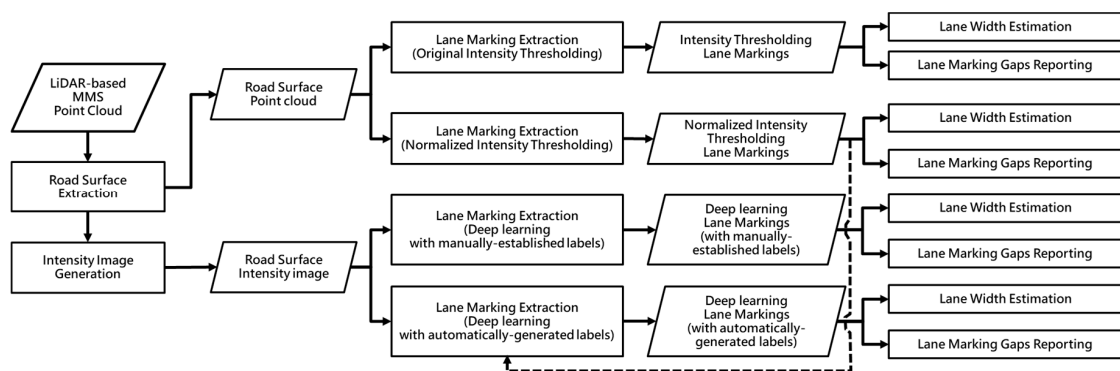 LiDAR-based
MMS
Point Cloud
Road Surface
Extraction
Intensity Image
Generation
Road Surface
Point cloud
Road Surface
Intensity image
Lane Marking Extraction
(Original Intensity Thresholding)
Lane Marking Extraction
(Normalized Intensity Thresholding)
Lane Marking Extraction
(Deep learning
with manually-established labels)
Lane Marking Extraction
(Deep learning
with automatically-generated labels)
Intensity Thresholding
Lane Markings
Normalized Intensity
Thresholding
Lane Markings
Deep learning
Lane Markings
(with manually-
established labels)
Deep learning
Lane Markings
(with automatically-
generated labels)
Lane Width Estimation
Lane Marking Gaps Reporting
Lane Width Estimation
Lane Marking Gaps Reporting
Lane Width Estimation
Lane Marking Gaps Reporting
Lane Width Estimation
Lane Marking Gaps Reporting